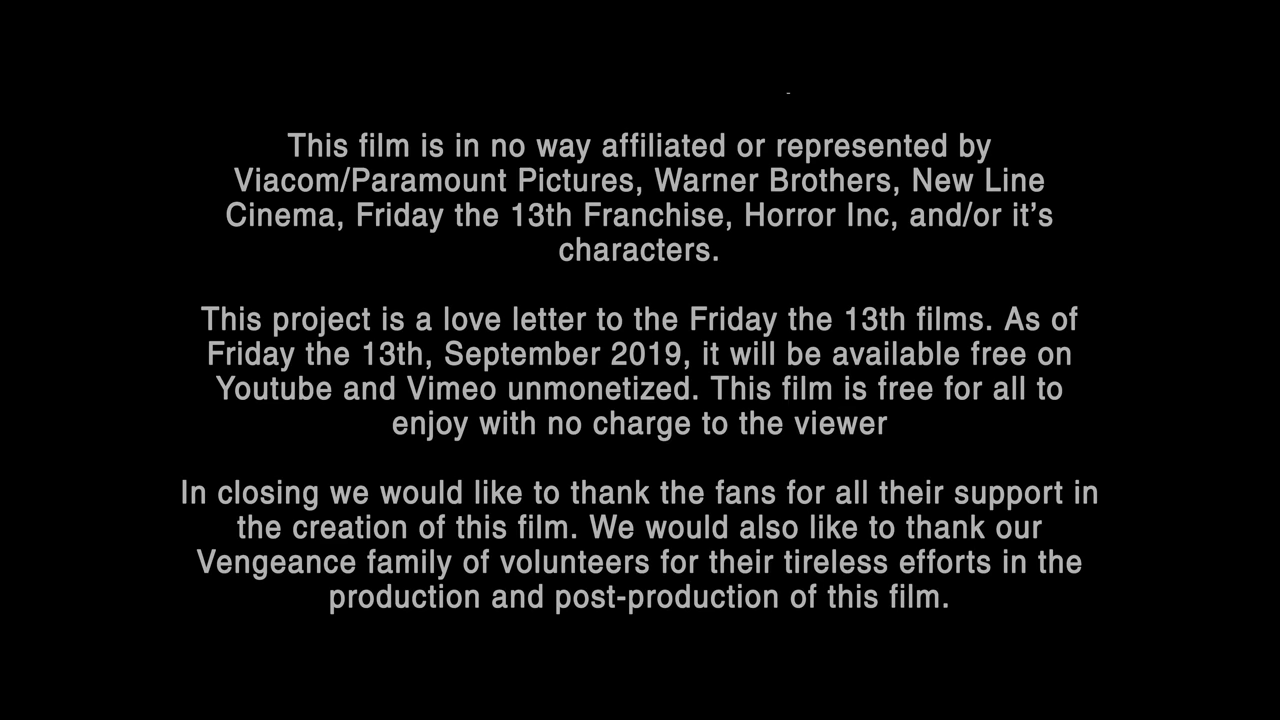 This film is in no way affiliated or represented by
Viacom/Paramount Pictures, Warner Brothers, New Line
Cinema, Friday the 13th Franchise, Horror Inc, and/or it’s
characters.
This project is a love letter to the Friday the 13th films. As of
Friday the 13th, September 2019, it will be available free on
Youtube and Vimeo unmonetized. This film is free for all to
enjoy with no charge to the viewer
In closing we would like to thank the fans for all their support in
the creation of this film. We would also like to thank our
Vengeance family of volunteers for their tireless efforts in the
production and post-production of this film.